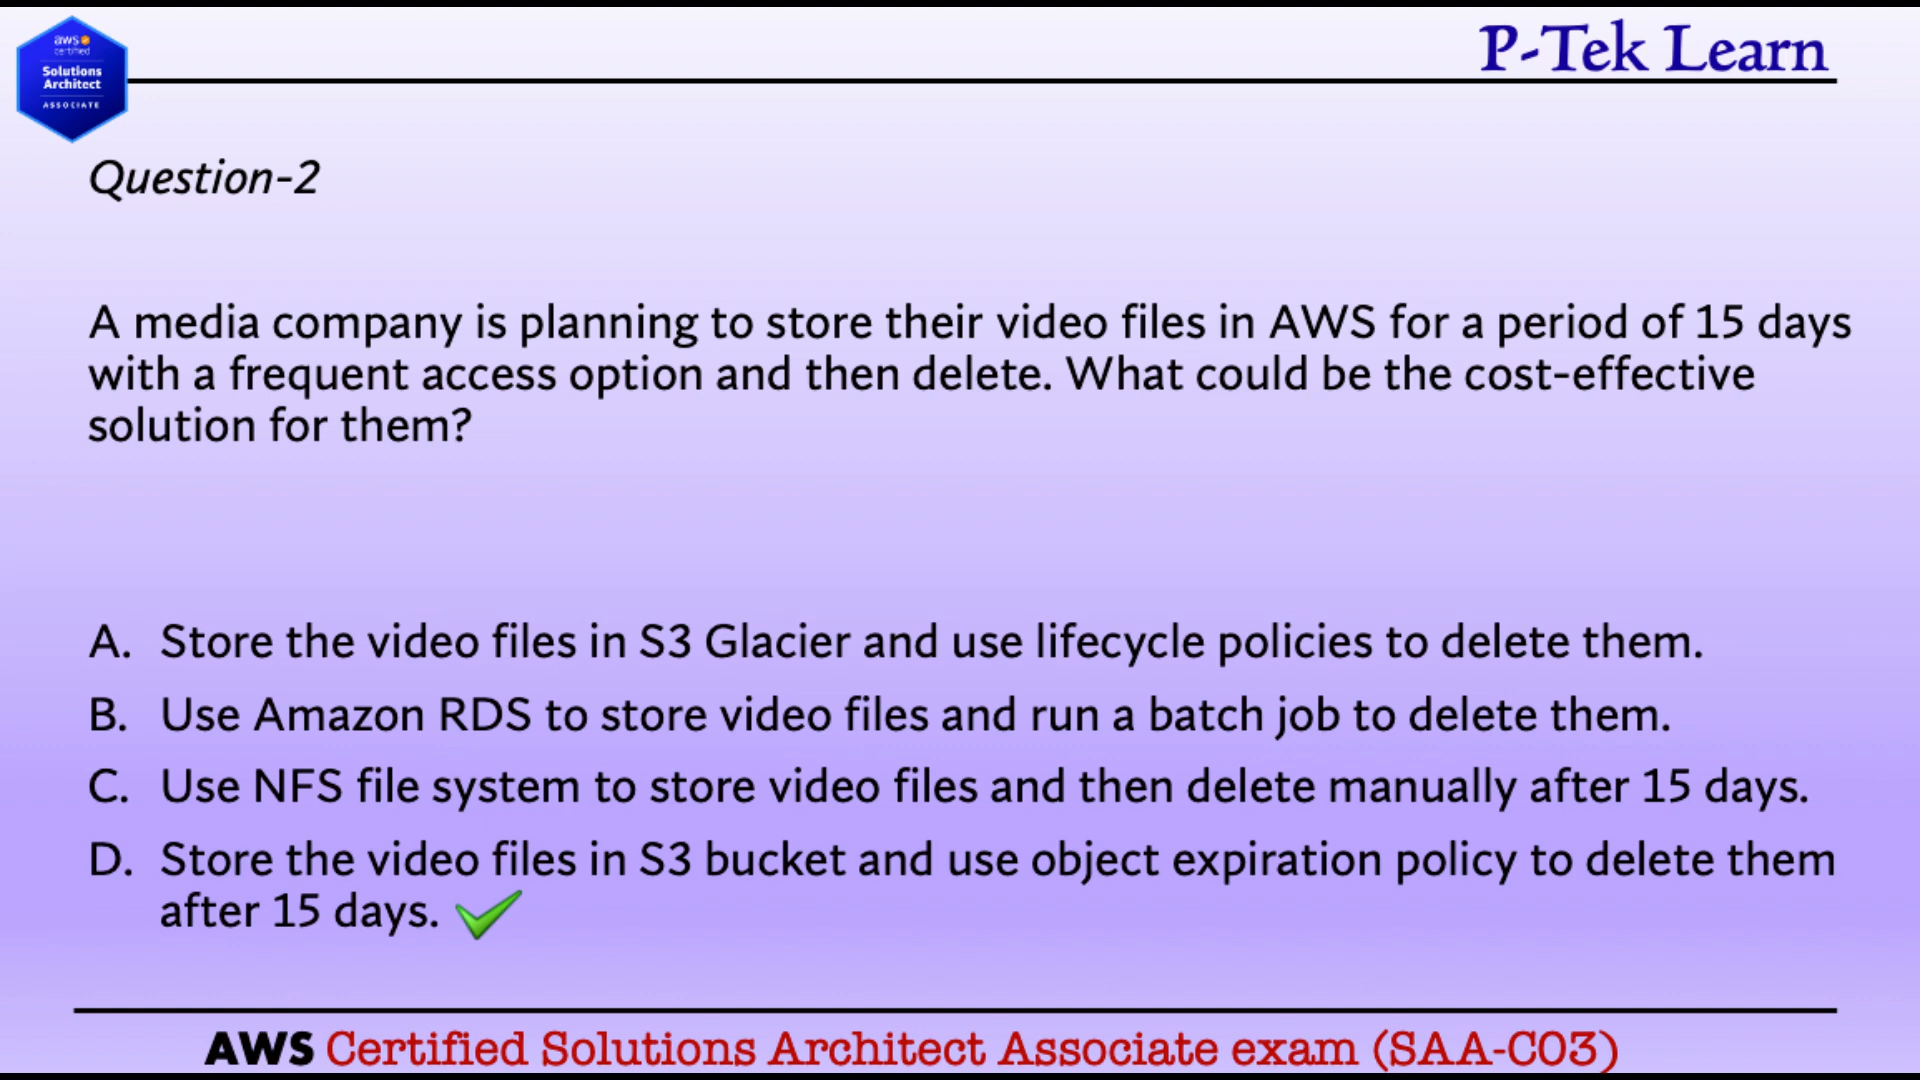 aws
certified
Solutions
Architect
ASSOCIATE
P-Tek Learn
Question-2
A media company is planning to store their video files in AWS for a period of 15 days
with a frequent access option and then delete. What could be the cost-effective
solution for them?
A. Store the video files in S3 Glacier and use lifecycle policies to delete them.
B. Use Amazon RDS to store video files and run a batch job to delete them.
C. Use NFS file system to store video files and then delete manually after 15 days.
D. Store the video files in S3 bucket and use object expiration policy to delete them
after 15 days.
AWS Certified Solutions Architect Associate exam (SAA-C03)